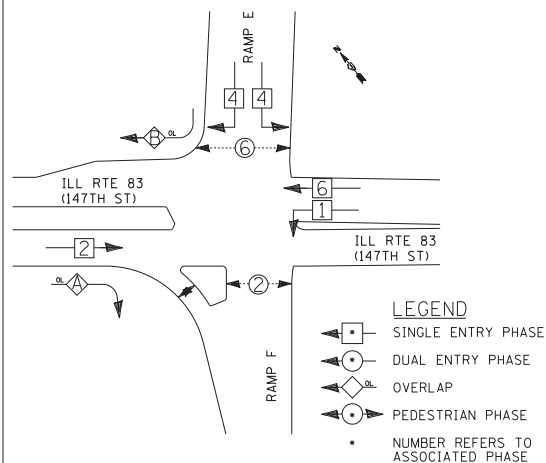 RAMP E
N
4 4
B OL
6
ILL RTE 83
(147TH ST)
6
1
2
ILL RTE 83
(147TH ST)
OL A
2
RAMP F
LEGEND
* SINGLE ENTRY PHASE
* DUAL ENTRY PHASE
OL OVERLAP
* PEDESTRIAN PHASE
* NUMBER REFERS TO
ASSOCIATED PHASE